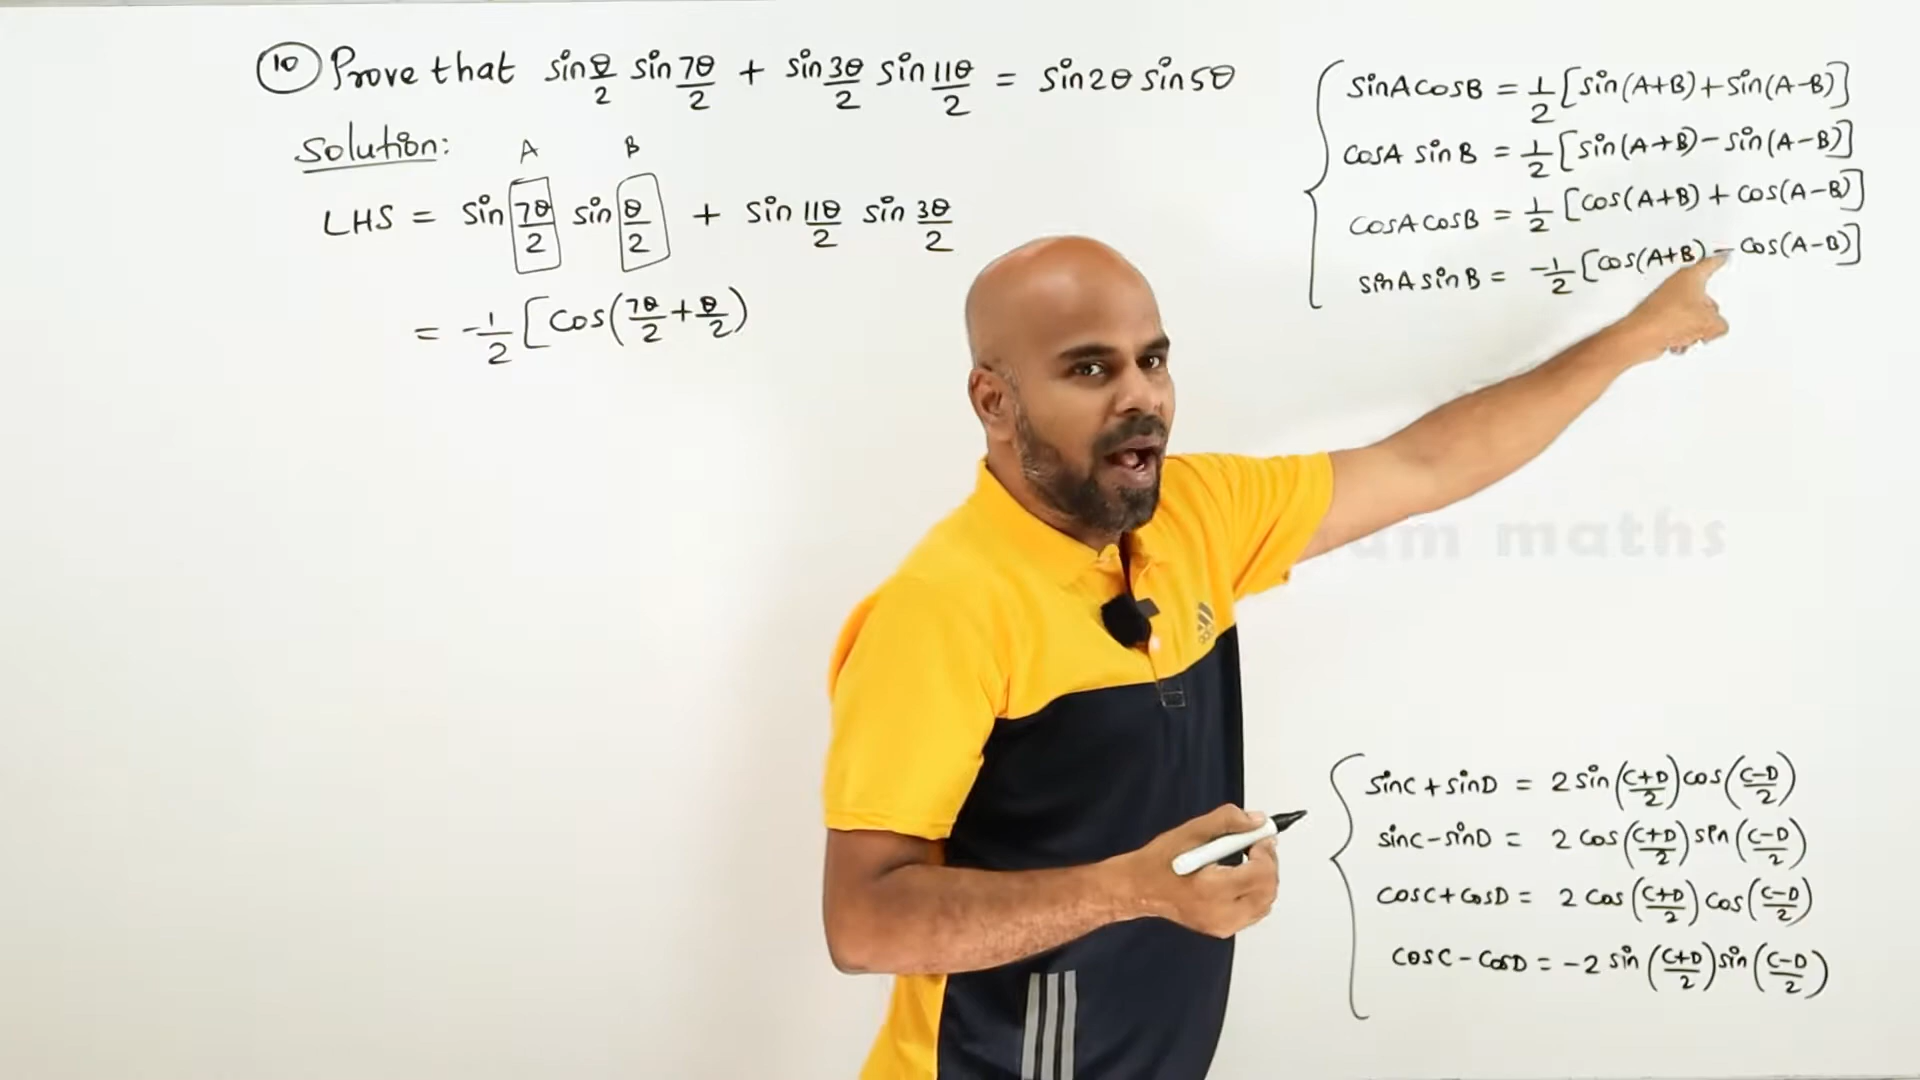 10 Prove that sin θ/2 sin 7θ/2 + sin 3θ/2 sin 11θ/2 = sin2θ sin5θ
Solution:
A B
LHS = sin 7θ/2 sin θ/2 + sin 11θ/2 sin 3θ/2
= -1/2 [cos(7θ/2 + θ/2)
sinA cosB = 1/2 [sin(A+B) + sin(A-B)]
cosA sinB = 1/2 [sin(A+B) - sin(A-B)]
cosA cosB = 1/2 [cos(A+B) + cos(A-B)]
sinA sinB = -1/2 [cos(A+B) - cos(A-B)]
am maths
sinC + sinD = 2 sin (C+D/2) cos (C-D/2)
sinC - sinD = 2 cos (C+D/2) sin (C-D/2)
cosC + cosD = 2 cos (C+D/2) cos (C-D/2)
cosC - cosD = -2 sin (C+D/2) sin (C-D/2)